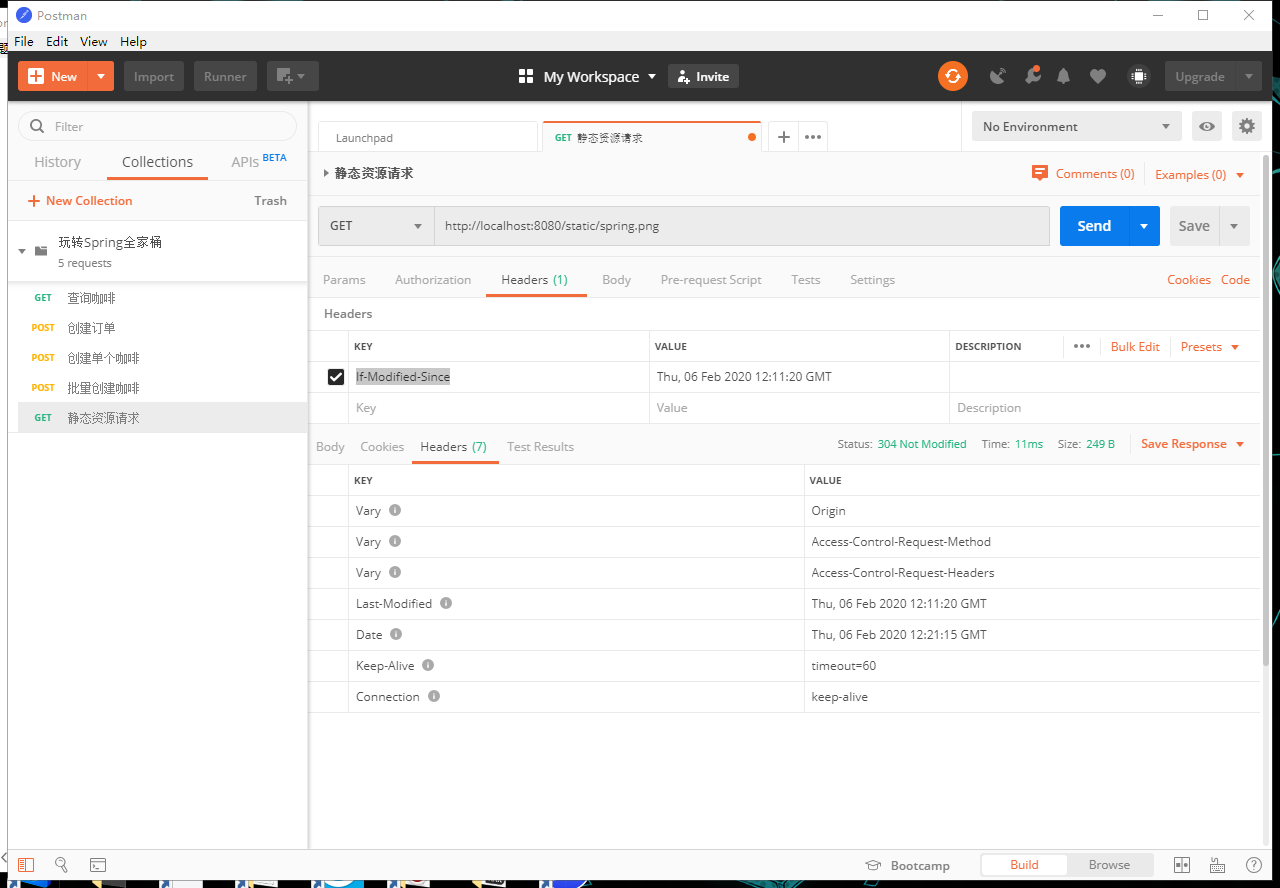 Postman
File Edit View Help
New Import Runner My Workspace Invite Upgrade
Filter
History Collections APIs BETA
New Collection Trash
玩转Spring全家桶
5 requests
GET 查询咖啡
POST 创建订单
POST 创建单个咖啡
POST 批量创建咖啡
GET 静态资源请求
Launchpad GET 静态资源请求 No Environment
静态资源请求 Comments (0) Examples (0)
GET http://localhost:8080/static/spring.png Send Save
Params Authorization Headers (1) Body Pre-request Script Tests Settings Cookies Code
Headers
KEY VALUE DESCRIPTION Bulk Edit Presets
If-Modified-Since Thu, 06 Feb 2020 12:11:20 GMT
Key Value Description
Body Cookies Headers (7) Test Results Status: 304 Not Modified Time: 11ms Size: 249 B Save Response
KEY VALUE
Vary Origin
Vary Access-Control-Request-Method
Vary Access-Control-Request-Headers
Last-Modified Thu, 06 Feb 2020 12:11:20 GMT
Date Thu, 06 Feb 2020 12:21:15 GMT
Keep-Alive timeout=60
Connection keep-alive
Bootcamp Build Browse